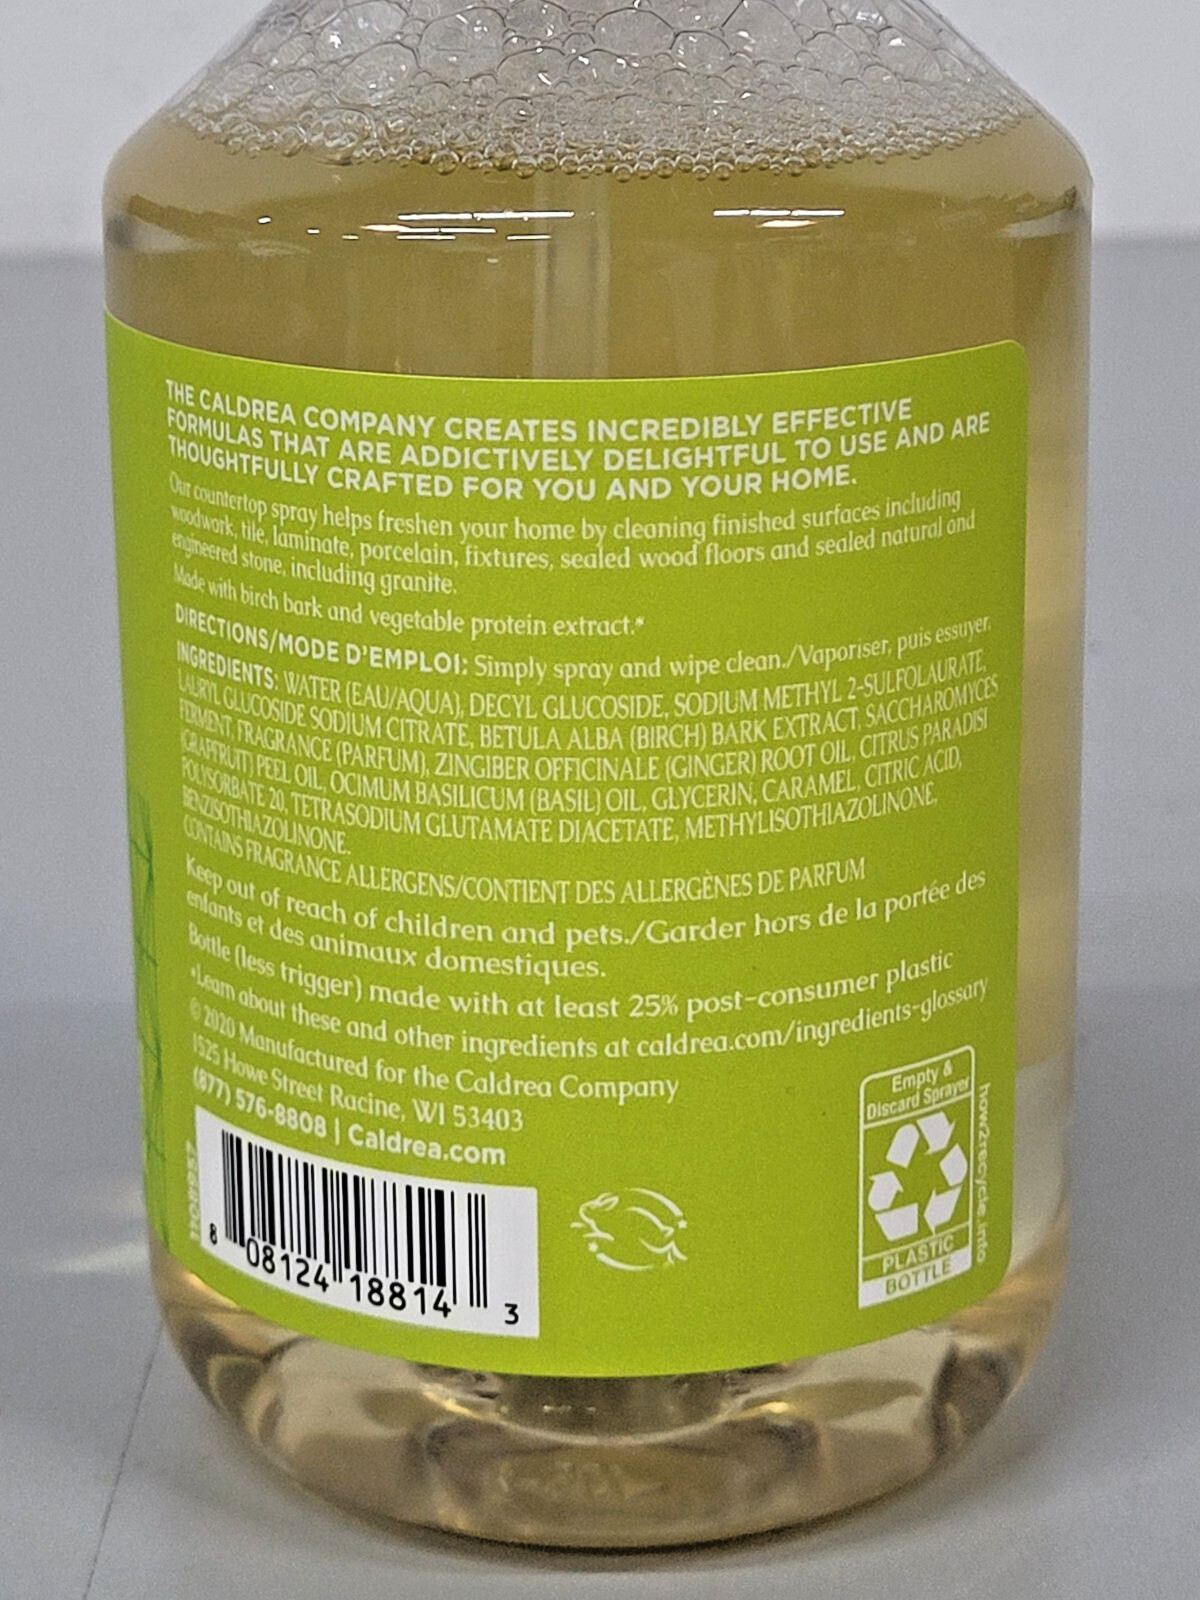 THE CALDREA COMPANY CREATES INCREDIBLY EFFECTIVE
FORMULAS THAT ARE ADDICTIVELY DELIGHTFUL TO USE AND ARE
THOUGHTFULLY CRAFTED FOR YOU AND YOUR HOME.
Our countertop spray helps freshen your home by cleaning finished surfaces including
woodwork, tile, laminate, porcelain, fixtures, sealed wood floors and sealed natural and
engineered stone, including granite.
Made with birch bark and vegetable protein extract.*
DIRECTIONS/MODE D'EMPLOI: Simply spray and wipe clean./Vaporiser, puis essuyer.
INGREDIENTS: WATER (EAU/AQUA), DECYL GLUCOSIDE, SODIUM METHYL 2-SULFOLAURATE,
LAURYL GLUCOSIDE SODIUM CITRATE, BETULA ALBA (BIRCH) BARK EXTRACT, SACCHAROMYCES
FERMENT, FRAGRANCE (PARFUM), ZINGIBER OFFICINALE (GINGER) ROOT OIL, CITRUS PARADISI
(GRAPFRUIT) PEEL OIL, OCIMUM BASILICUM (BASIL) OIL, GLYCERIN, CARAMEL, CITRIC ACID,
POLYSORBATE 20, TETRASODIUM GLUTAMATE DIACETATE, METHYLISOTHIAZOLINONE,
BENZISOTHIAZOLINONE.
CONTAINS FRAGRANCE ALLERGENS/CONTIENT DES ALLERGÈNES DE PARFUM
Keep out of reach of children and pets./Garder hors de la portée des
enfants et des animaux domestiques.
Bottle (less trigger) made with at least 25% post-consumer plastic
*Learn about these and other ingredients at caldrea.com/ingredients-glossary
© 2020 Manufactured for the Caldrea Company
1525 Howe Street Racine, WI 53403
(877) 576-8808 | Caldrea.com
8 08124 18814 3
Empty &
Discard Sprayer
PLASTIC
BOTTLE
how2recycle.info